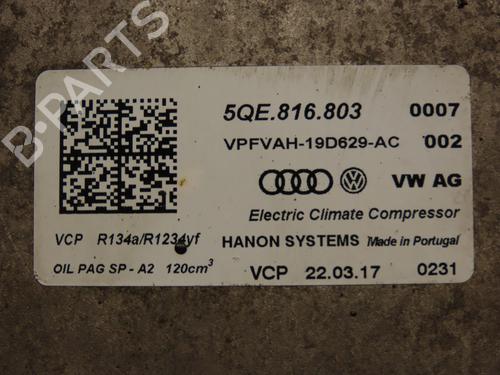 B-PARTS
5QE.816.803 0007
VPFVAH-19D629-AC 002
VW AG
Electric Climate Compressor
VCP R134a/R1234yf HANON SYSTEMS Made in Portugal
OIL PAG SP - A2 120cm³ VCP 22.03.17 0231